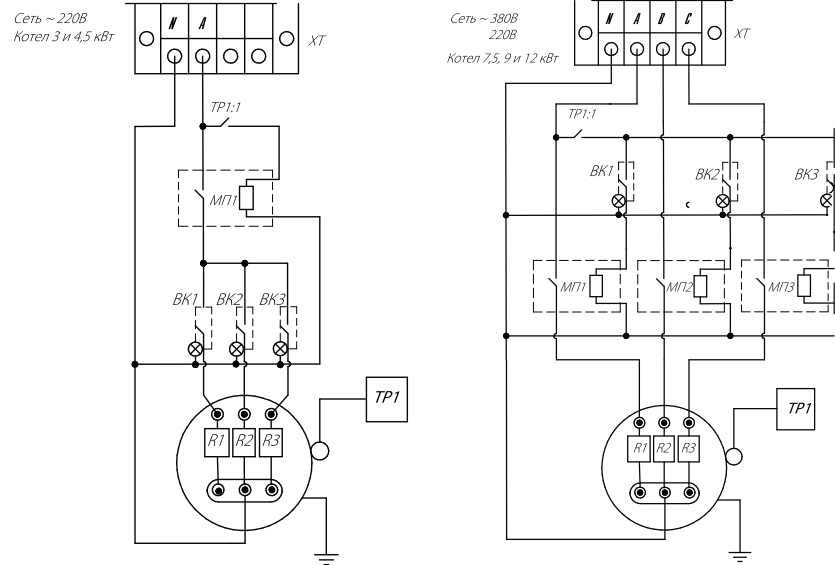 Сеть ~ 220В
Котел 3 и 4,5 кВт
N A
ХТ
ТР1:1
МП1
ВК1 ВК2 ВК3
ТР1
R1 R2 R3
Сеть ~ 380В
220В
Котел 7,5, 9 и 12 кВт
N A B C
ХТ
ТР1:1
ВК1 ВК2 ВК3
c
МП1 МП2 МП3
ТР1
R1 R2 R3